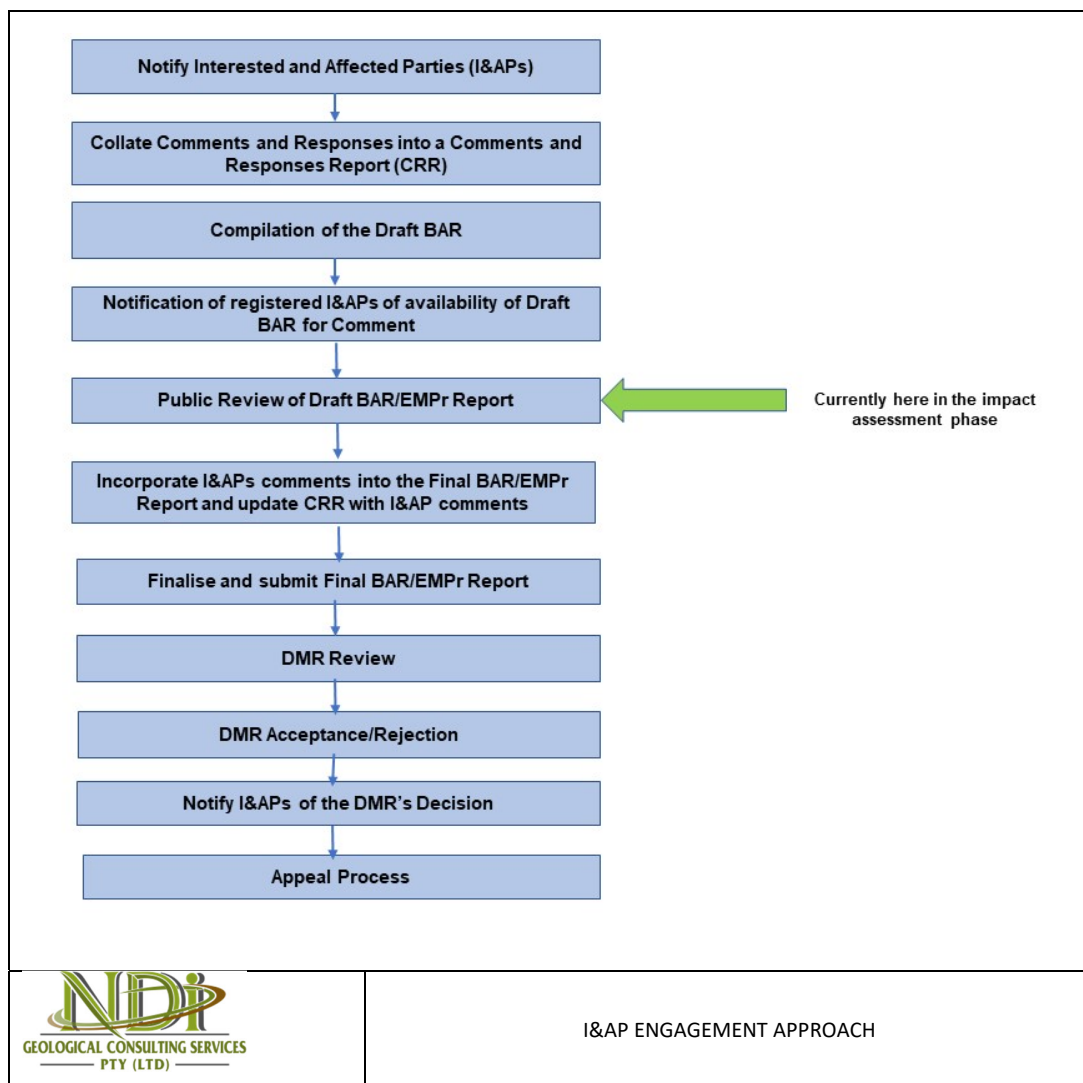 Notify Interested and Affected Parties (I&APs)
Collate Comments and Responses into a Comments and
Responses Report (CRR)
Compilation of the Draft BAR
Notification of registered I&APs of availability of Draft
BAR for Comment
Public Review of Draft BAR/EMPr Report
Currently here in the impact
assessment phase
Incorporate I&APs comments into the Final BAR/EMPr
Report and update CRR with I&AP comments
Finalise and submit Final BAR/EMPr Report
DMR Review
DMR Acceptance/Rejection
Notify I&APs of the DMR's Decision
Appeal Process
NDi
GEOLOGICAL CONSULTING SERVICES
PTY (LTD)
I&AP ENGAGEMENT APPROACH